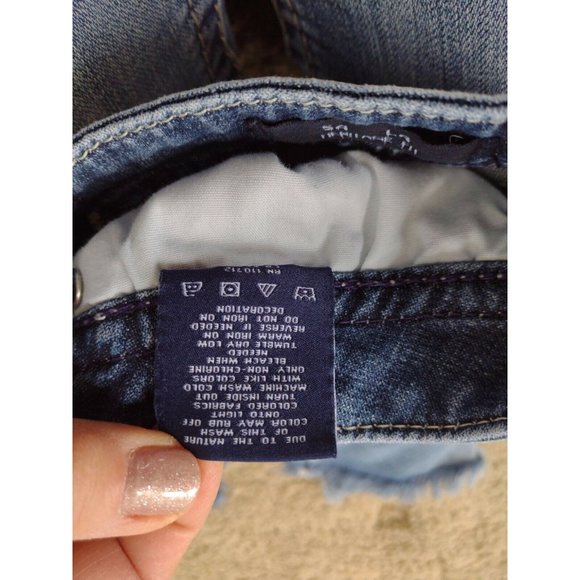 DUE TO THE NATURE
OF THIS WASH
COLOR MAY RUB OFF
ONTO LIGHT
COLORED FABRICS
TURN INSIDE OUT
MACHINE WASH COLD
WITH LIKE COLORS
ONLY NON-CHLORINE
BLEACH WHEN
NEEDED
TUMBLE DRY LOW
WARM IRON
REVERSE IF NEEDED
DO NOT IRON ON
DECORATION
RN 110712